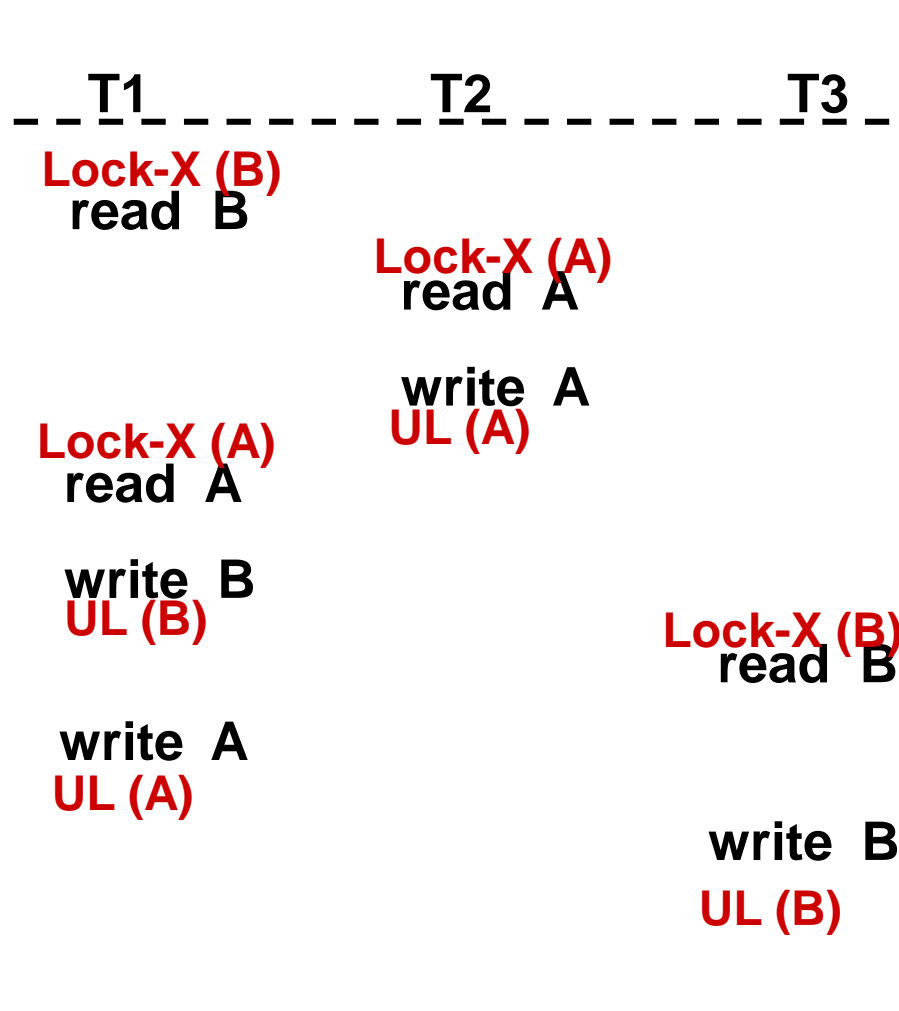 T1 T2 T3
Lock-X (B)
read B
Lock-X (A)
read A
write A
UL (A)
Lock-X (A)
read A
write B
UL (B)
Lock-X (B)
read B
write A
UL (A)
write B
UL (B)